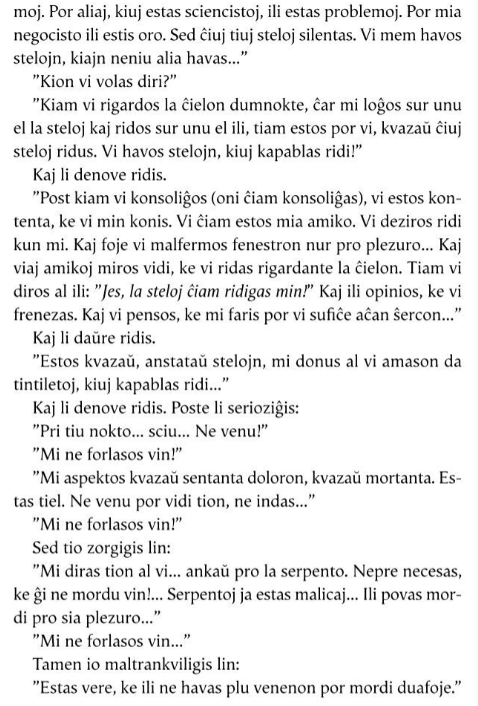 moj. Por aliaj, kiuj estas sciencistoj, ili estas problemoj. Por mia
negocisto ili estis oro. Sed ĉiuj tiuj steloj silentas. Vi mem havos
stelojn, kiajn neniu alia havas...”
”Kion vi volas diri?”
”Kiam vi rigardos la ĉielon dumnokte, ĉar mi loĝos sur unu
el la steloj kaj ridos sur unu el ili, tiam estos por vi, kvazaŭ ĉiuj
steloj ridus. Vi havos stelojn, kiuj kapablas ridi!”
Kaj li denove ridis.
”Post kiam vi konsoliĝos (oni ĉiam konsoliĝas), vi estos kon-
tenta, ke vi min konis. Vi ĉiam estos mia amiko. Vi deziros ridi
kun mi. Kaj foje vi malfermos fenestron nur pro plezuro... Kaj
viaj amikoj miros vidi, ke vi ridas rigardante la ĉielon. Tiam vi
diros al ili: ”Jes, la steloj ĉiam ridigas min!” Kaj ili opinios, ke vi
frenezas. Kaj vi pensos, ke mi faris por vi sufiĉe aĉan ŝercon...”
Kaj li daŭre ridis.
”Estos kvazaŭ, anstataŭ stelojn, mi donus al vi amason da
tintiletoj, kiuj kapablas ridi...”
Kaj li denove ridis. Poste li serioziĝis:
”Pri tiu nokto... sciu... Ne venu!”
”Mi ne forlasos vin!”
”Mi aspektos kvazaŭ sentanta doloron, kvazaŭ mortanta. Es-
tas tiel. Ne venu por vidi tion, ne indas...”
”Mi ne forlasos vin!”
Sed tio zorgigis lin:
”Mi diras tion al vi... ankaŭ pro la serpento. Nepre necesas,
ke ĝi ne mordu vin!... Serpentoj ja estas malicaj... Ili povas mor-
di pro sia plezuro...”
”Mi ne forlasos vin...”
Tamen io maltrankviligis lin:
”Estas vere, ke ili ne havas plu venenon por mordi duafoje.”